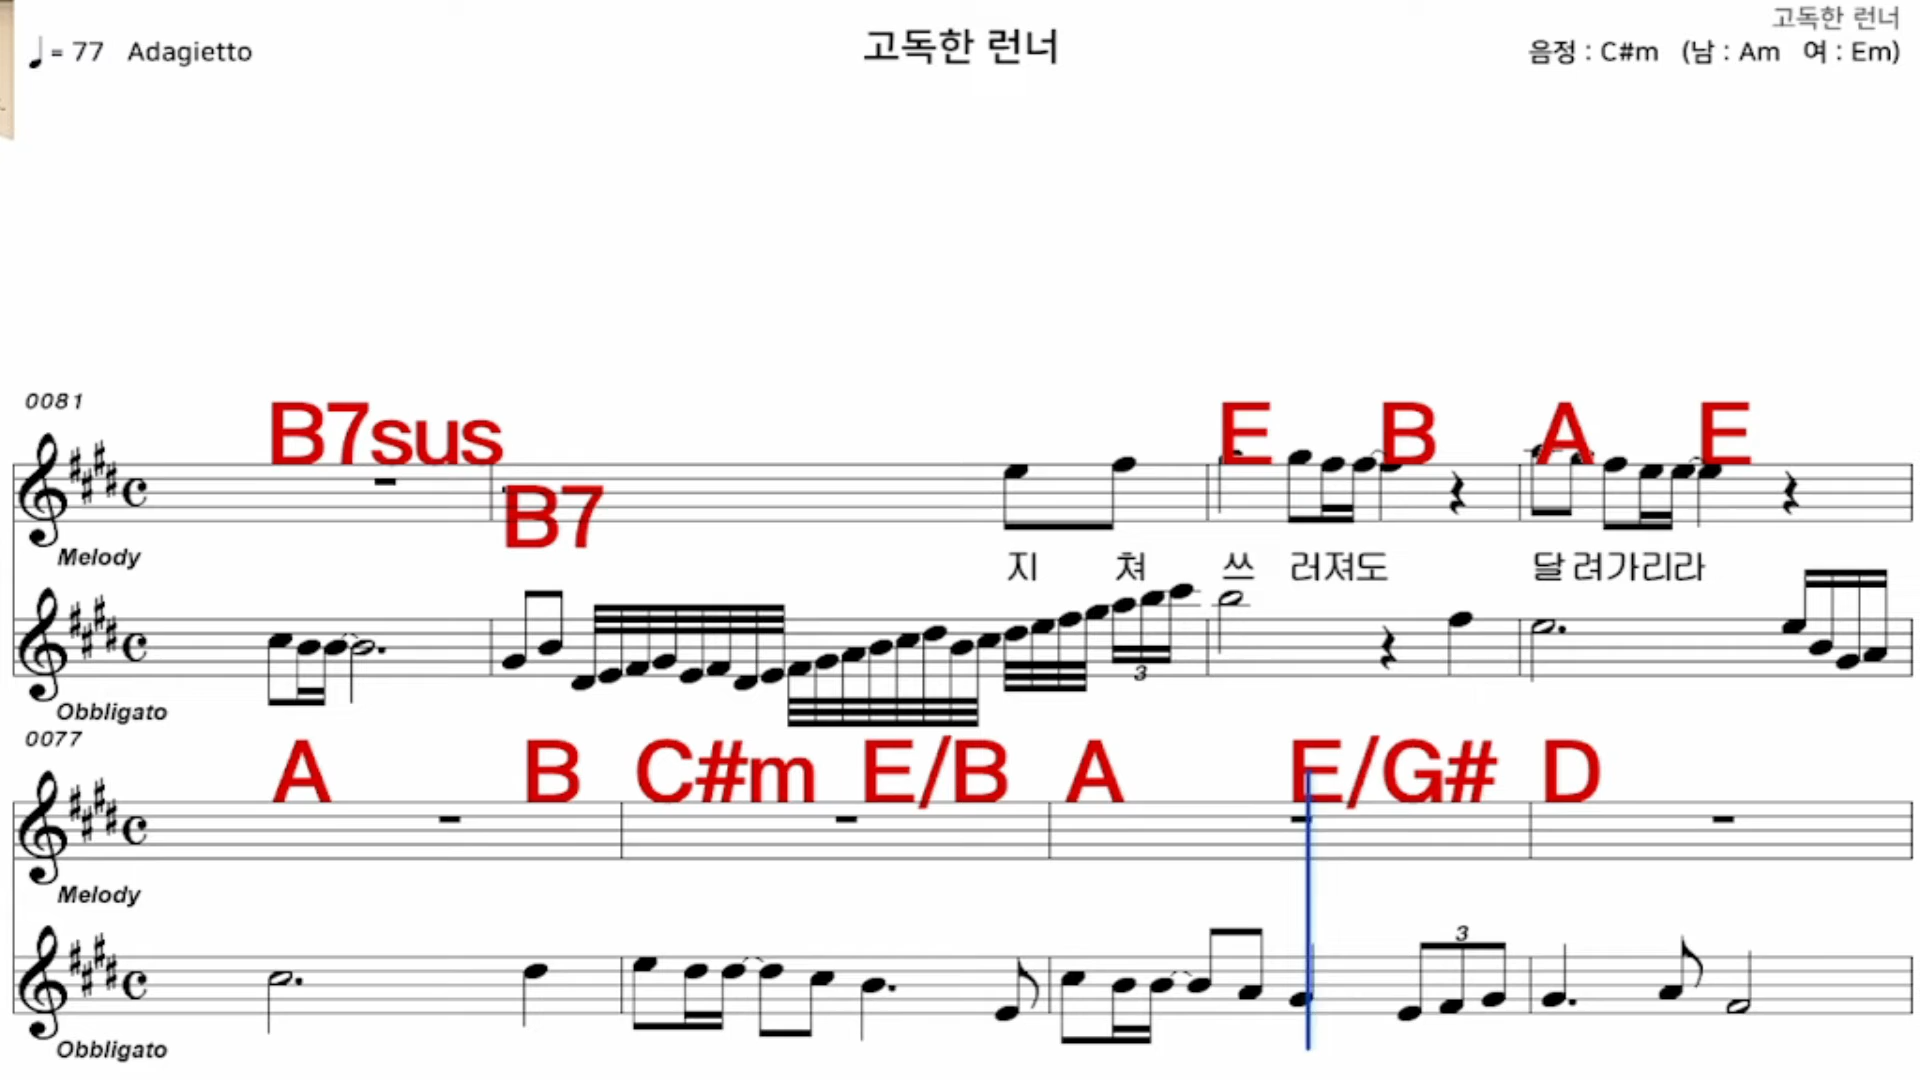 고독한 런너
♩= 77 Adagietto
고독한 런너
음정 : C#m (남 : Am 여 : Em)
0081
B7sus B7 E B A E
Melody
지 쳐 쓰 러져도 달 려가리라
3
Obbligato
0077
A B C#m E/B A E/G# D
Melody
3
Obbligato